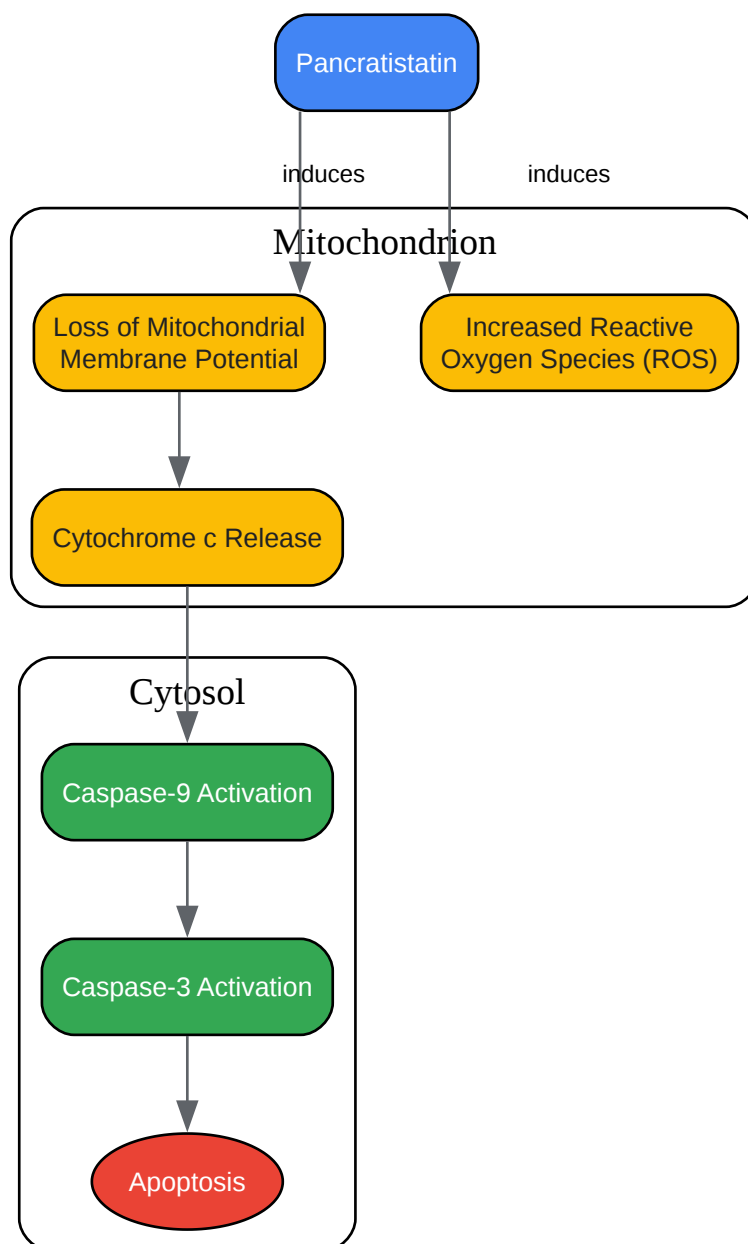 Pancratistatin
induces
induces
Mitochondrion
Loss of Mitochondrial
Membrane Potential
Increased Reactive
Oxygen Species (ROS)
Cytochrome c Release
Cytosol
Caspase-9 Activation
Caspase-3 Activation
Apoptosis